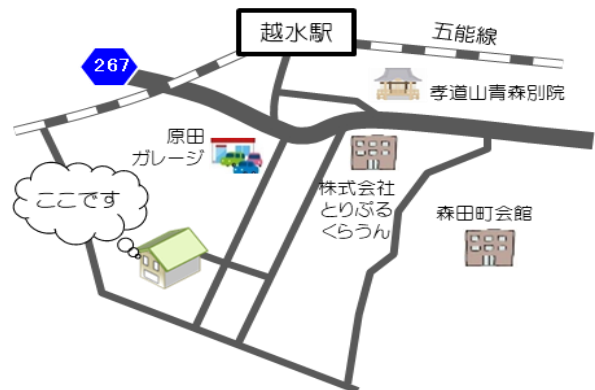 越水駅
五能線
267
孝道山青森別院
原田
ガレージ
ここです
株式会社
とりぷる
くらうん
森田町会館